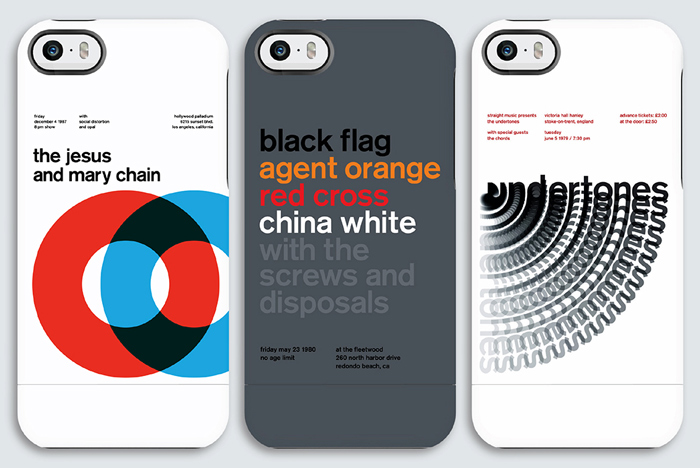 friday
december 4 1987
8 pm show
with
social distortion
and opal
hollywood palladium
6215 sunset blvd.
los angeles, california
the jesus
and mary chain
black flag
agent orange
red cross
china white
with the
screws and
disposals
friday may 23 1980
no age limit
at the fleetwood
260 north harbor drive
redondo beach, ca
straight music presents
the undertones
with special guests
the chords
victoria hall hanley
stoke-on-trent, england
tuesday
june 5 1979 / 7:30 pm
advance tickets: £2.00
at the door: £2.50
undertones